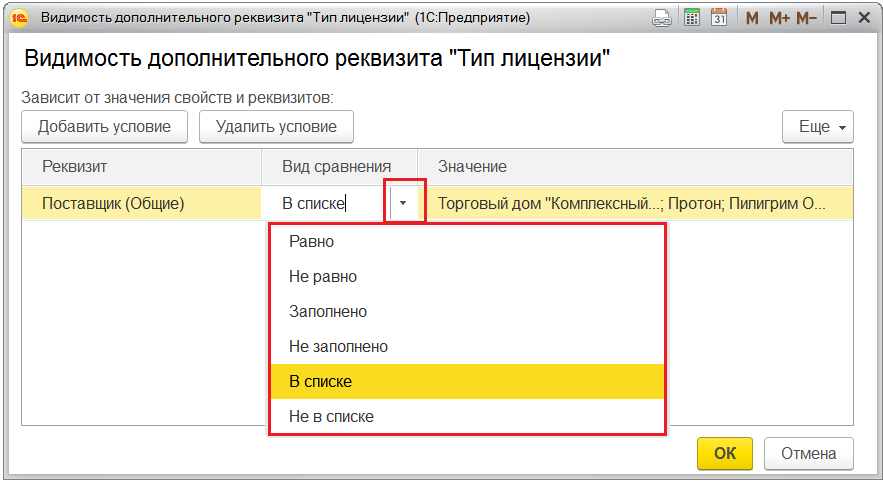 1С Видимость дополнительного реквизита "Тип лицензии" (1С:Предприятие) 31 M M+ M−
Видимость дополнительного реквизита "Тип лицензии"
Зависит от значения свойств и реквизитов:
Добавить условие Удалить условие Еще
Реквизит Вид сравнения Значение
Поставщик (Общие) В списке Торговый дом "Комплексный...; Протон; Пилигрим О...
Равно
Не равно
Заполнено
Не заполнено
В списке
Не в списке
ОК Отмена